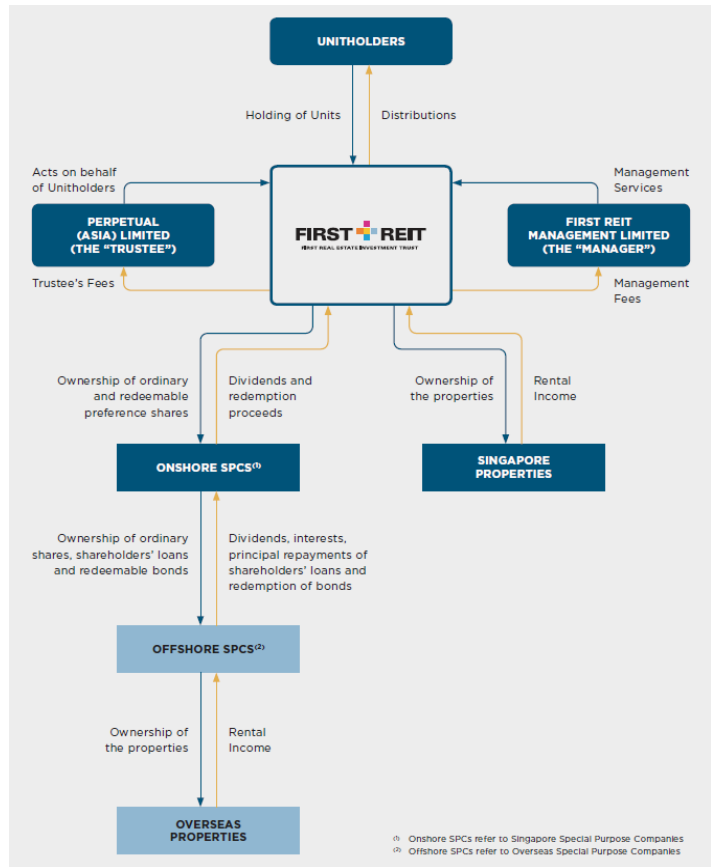 UNITHOLDERS
Holding of Units
Distributions
Acts on behalf
of Unitholders
Management
Services
PERPETUAL
(ASIA) LIMITED
(THE “TRUSTEE”)
FIRST REIT
FIRST REAL ESTATE INVESTMENT TRUST
FIRST REIT
MANAGEMENT LIMITED
(THE “MANAGER”)
Trustee's Fees
Management
Fees
Ownership of ordinary
and redeemable
preference shares
Dividends and
redemption
proceeds
Ownership of
the properties
Rental
Income
ONSHORE SPCS(1)
SINGAPORE
PROPERTIES
Ownership of ordinary
shares, shareholders' loans
and redeemable bonds
Dividends, interests,
principal repayments of
shareholders' loans and
redemption of bonds
OFFSHORE SPCS(2)
Ownership of
the properties
Rental
Income
OVERSEAS
PROPERTIES
(1) Onshore SPCs refer to Singapore Special Purpose Companies
(2) Offshore SPCs refer to Overseas Special Purpose Companies